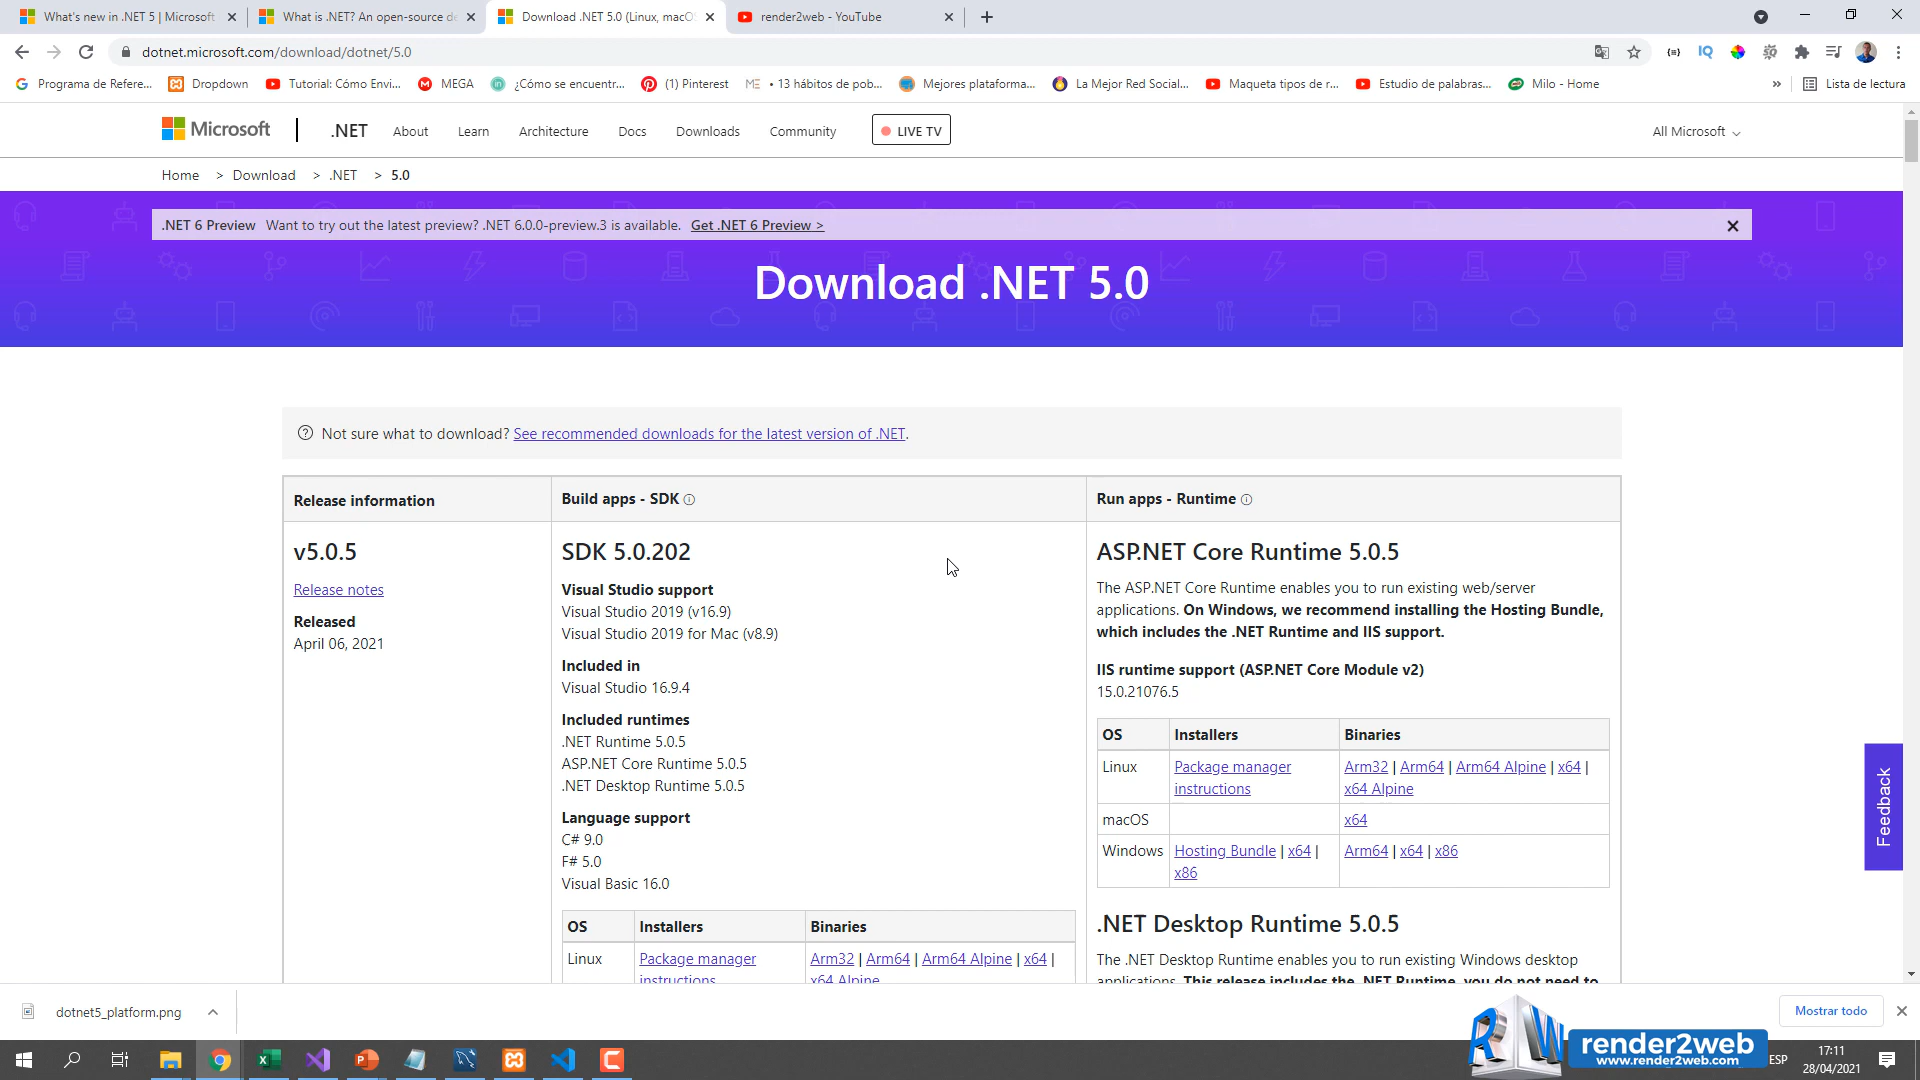 What's new in .NET 5 | Microsoft
What is .NET? An open-source de
Download .NET 5.0 (Linux, macO
render2web - YouTube
dotnet.microsoft.com/download/dotnet/5.0
Programa de Refere...
Dropdown
Tutorial: Cómo Envi...
MEGA
¿Cómo se encuentr...
(1) Pinterest
• 13 hábitos de pob...
Mejores plataforma...
La Mejor Red Social...
Maqueta tipos de r...
Estudio de palabras...
Milo - Home
»
Lista de lectura
Microsoft
.NET
About
Learn
Architecture
Docs
Downloads
Community
LIVE TV
All Microsoft
Home > Download > .NET > 5.0
.NET 6 Preview Want to try out the latest preview? .NET 6.0.0-preview.3 is available. Get .NET 6 Preview >
Download .NET 5.0
Not sure what to download? See recommended downloads for the latest version of .NET.
Release information
v5.0.5
Release notes
Released
April 06, 2021
Build apps - SDK
SDK 5.0.202
Visual Studio support
Visual Studio 2019 (v16.9)
Visual Studio 2019 for Mac (v8.9)
Included in
Visual Studio 16.9.4
Included runtimes
.NET Runtime 5.0.5
ASP.NET Core Runtime 5.0.5
.NET Desktop Runtime 5.0.5
Language support
C# 9.0
F# 5.0
Visual Basic 16.0
OS Installers Binaries
Linux Package manager Arm32 | Arm64 | Arm64 Alpine | x64 |
instructions x64 Alpine
Run apps - Runtime
ASP.NET Core Runtime 5.0.5
The ASP.NET Core Runtime enables you to run existing web/server
applications. On Windows, we recommend installing the Hosting Bundle,
which includes the .NET Runtime and IIS support.
IIS runtime support (ASP.NET Core Module v2)
15.0.21076.5
OS Installers Binaries
Linux Package manager Arm32 | Arm64 | Arm64 Alpine | x64 |
instructions x64 Alpine
macOS x64
Windows Hosting Bundle | x64 | Arm64 | x64 | x86
x86
.NET Desktop Runtime 5.0.5
The .NET Desktop Runtime enables you to run existing Windows desktop
applications. This release includes the .NET Runtime, you do not need to
Feedback
dotnet5_platform.png
Mostrar todo
RW
render2web
www.render2web.com
ESP
17:11
28/04/2021